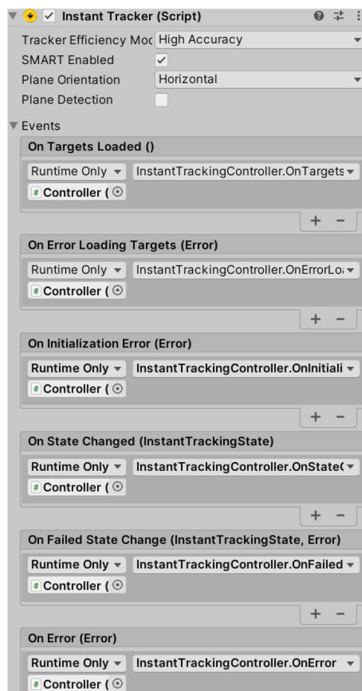 Instant Tracker (Script)
Tracker Efficiency Moc High Accuracy
SMART Enabled
Plane Orientation Horizontal
Plane Detection
Events
On Targets Loaded ()
Runtime Only InstantTrackingController.OnTargets
Controller (
+ −
On Error Loading Targets (Error)
Runtime Only InstantTrackingController.OnErrorLoa
Controller (
+ −
On Initialization Error (Error)
Runtime Only InstantTrackingController.OnInitiali
Controller (
+ −
On State Changed (InstantTrackingState)
Runtime Only InstantTrackingController.OnStateC
Controller (
+ −
On Failed State Change (InstantTrackingState, Error)
Runtime Only InstantTrackingController.OnFailed
Controller (
+ −
On Error (Error)
Runtime Only InstantTrackingController.OnError
Controller (